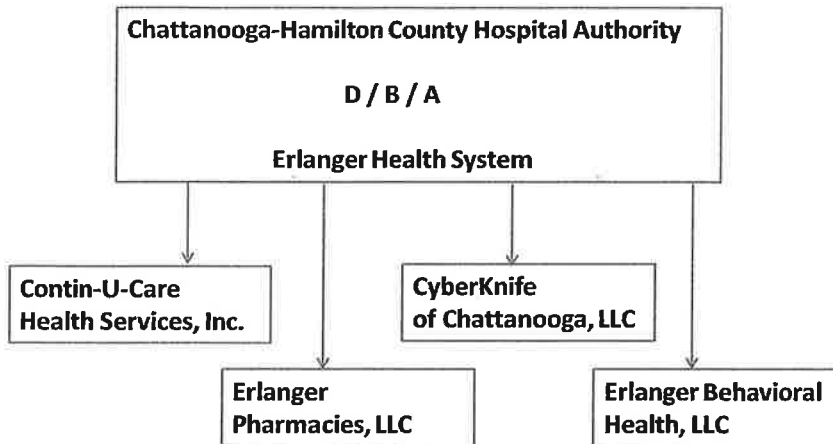 Chattanooga-Hamilton County Hospital Authority
D / B / A
Erlanger Health System
Contin-U-Care
Health Services, Inc.
CyberKnife
of Chattanooga, LLC
Erlanger
Pharmacies, LLC
Erlanger Behavioral
Health, LLC